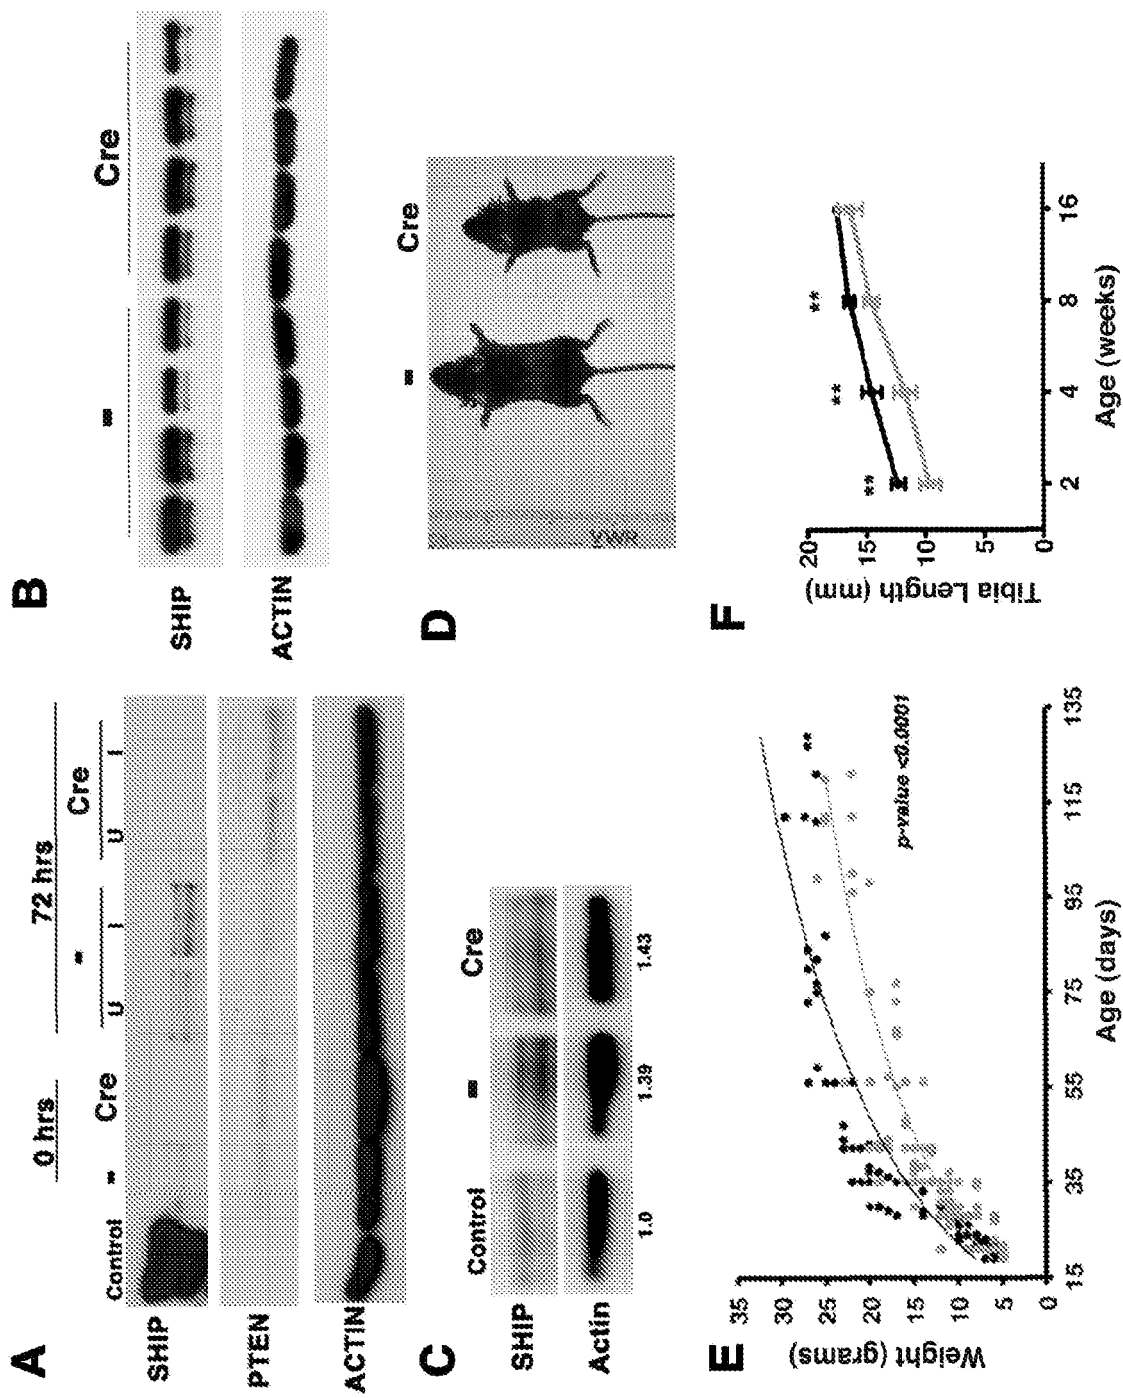 A
0 hrs
72 hrs
Control
=
Cre
=
Cre
U
I
U
I
SHIP
PTEN
ACTIN
B
=
Cre
SHIP
ACTIN
C
Control
=
Cre
SHIP
Actin
1.0
1.39
1.43
D
=
Cre
VWR
E
Weight (grams)
35
30
25
20
15
10
5
0
15
35
55
75
95
115
135
Age (days)
p-value <0.0001
F
Tibia Length (mm)
20
15
10
5
0
**
**
**
2
4
8
16
Age (weeks)